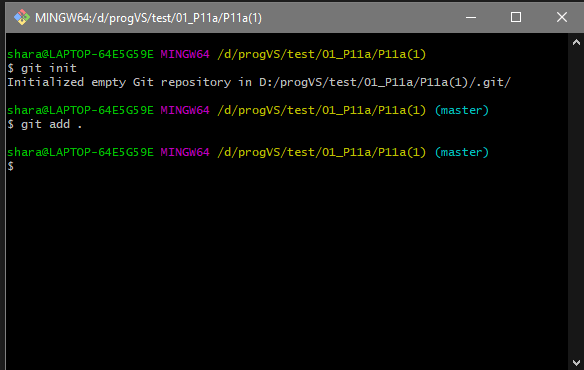 MINGW64:/d/progVS/test/01_P11a/P11a(1)
shara@LAPTOP-64E5G59E MINGW64 /d/progVS/test/01_P11a/P11a(1)
$ git init
Initialized empty Git repository in D:/progVS/test/01_P11a/P11a(1)/.git/
shara@LAPTOP-64E5G59E MINGW64 /d/progVS/test/01_P11a/P11a(1) (master)
$ git add .
shara@LAPTOP-64E5G59E MINGW64 /d/progVS/test/01_P11a/P11a(1) (master)
$